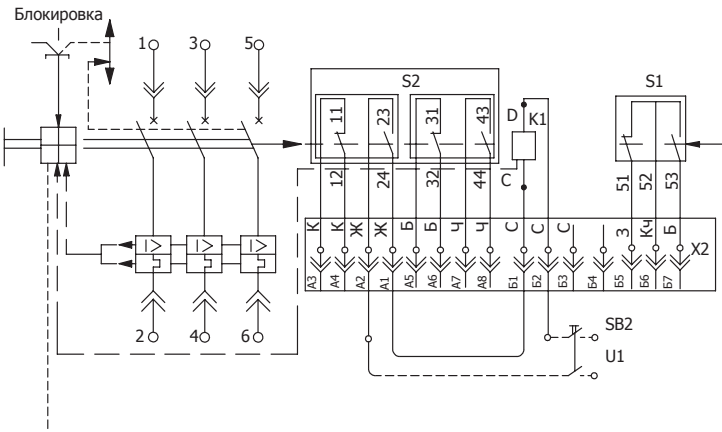 Блокировка
1 3 5
S2
S1
11 23 31 43
D K1
12 24 32 44
C
51 52 53
К К Ж Ж Б Б Ч Ч С С С З Кч Б
X2
А3 А4 А2 А1 А5 А6 А7 А8 Б1 Б2 Б3 Б4 Б5 Б6 Б7
I> I> I>
2 4 6
SB2
U1